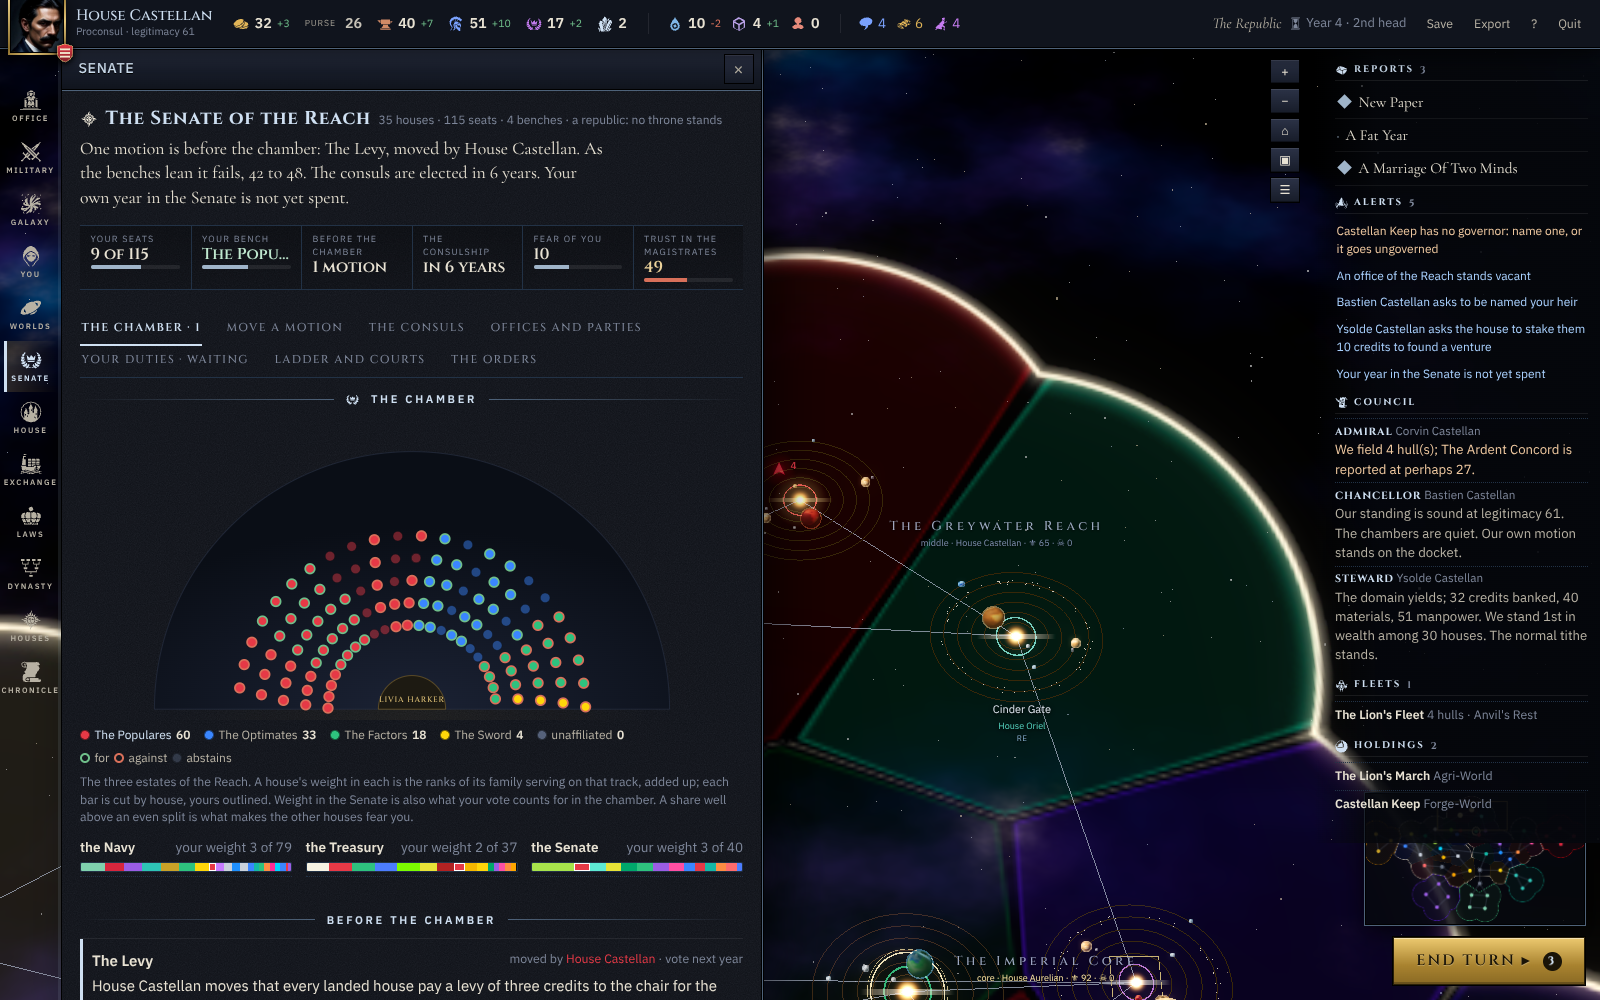 HOUSE CASTELLAN
Proconsul · legitimacy 61
32 +3 PURSE 26 40 +7 51 +10 17 +2 2 10 -2 4 +1 0 4 6 4
The Republic Year 4 · 2nd head Save Export ? Quit
OFFICE
MILITARY
GALAXY
YOU
WORLDS
SENATE
HOUSE
EXCHANGE
LAWS
DYNASTY
HOUSES
CHRONICLE
SENATE
×
THE SENATE OF THE REACH 35 houses · 115 seats · 4 benches · a republic: no throne stands
One motion is before the chamber: The Levy, moved by House Castellan. As
the benches lean it fails, 42 to 48. The consuls are elected in 6 years. Your
own year in the Senate is not yet spent.
YOUR SEATS
9 OF 115
YOUR BENCH
THE POPU...
BEFORE THE
CHAMBER
1 MOTION
THE
CONSULSHIP
IN 6 YEARS
FEAR OF YOU
10
TRUST IN THE
MAGISTRATES
49
THE CHAMBER · 1 MOVE A MOTION THE CONSULS OFFICES AND PARTIES
YOUR DUTIES · WAITING LADDER AND COURTS THE ORDERS
THE CHAMBER
LIVIA HARKER
The Populares 60 The Optimates 33 The Factors 18 The Sword 4 unaffiliated 0
for against abstains
The three estates of the Reach. A house's weight in each is the ranks of its family serving on that track, added up; each
bar is cut by house, yours outlined. Weight in the Senate is also what your vote counts for in the chamber. A share well
above an even split is what makes the other houses fear you.
the Navy your weight 3 of 79 the Treasury your weight 2 of 37 the Senate your weight 3 of 40
BEFORE THE CHAMBER
The Levy moved by House Castellan · vote next year
House Castellan moves that every landed house pay a levy of three credits to the chair for the
+
−
4
THE GREYWATER REACH
middle · House Castellan · 65 · 0
Cinder Gate
House Oriel
RE
THE IMPERIAL CORE
core · House Aurelian · 92 · 0
REPORTS 3
New Paper
A Fat Year
A Marriage Of Two Minds
ALERTS 5
Castellan Keep has no governor: name one, or
it goes ungoverned
An office of the Reach stands vacant
Bastien Castellan asks to be named your heir
Ysolde Castellan asks the house to stake them
10 credits to found a venture
Your year in the Senate is not yet spent
COUNCIL
ADMIRAL Corvin Castellan
We field 4 hull(s); The Ardent Concord is
reported at perhaps 27.
CHANCELLOR Bastien Castellan
Our standing is sound at legitimacy 61.
The chambers are quiet. Our own motion
stands on the docket.
STEWARD Ysolde Castellan
The domain yields; 32 credits banked, 40
materials, 51 manpower. We stand 1st in
wealth among 30 houses. The normal tithe
stands.
FLEETS 1
The Lion's Fleet 4 hulls · Anvil's Rest
HOLDINGS 2
The Lion's March Agri-World
Castellan Keep Forge-World
END TURN ▸ 3